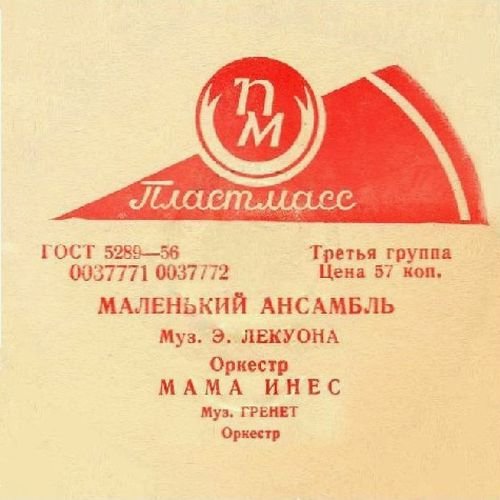 ПМ
Пластмасс
ГОСТ 5289—56
0037771 0037772
Третья группа
Цена 57 коп.
МАЛЕНЬКИЙ АНСАМБЛЬ
Муз. Э. ЛЕКУОНА
Оркестр
МАМА ИНЕС
Муз. ГРЕНЕТ
Оркестр